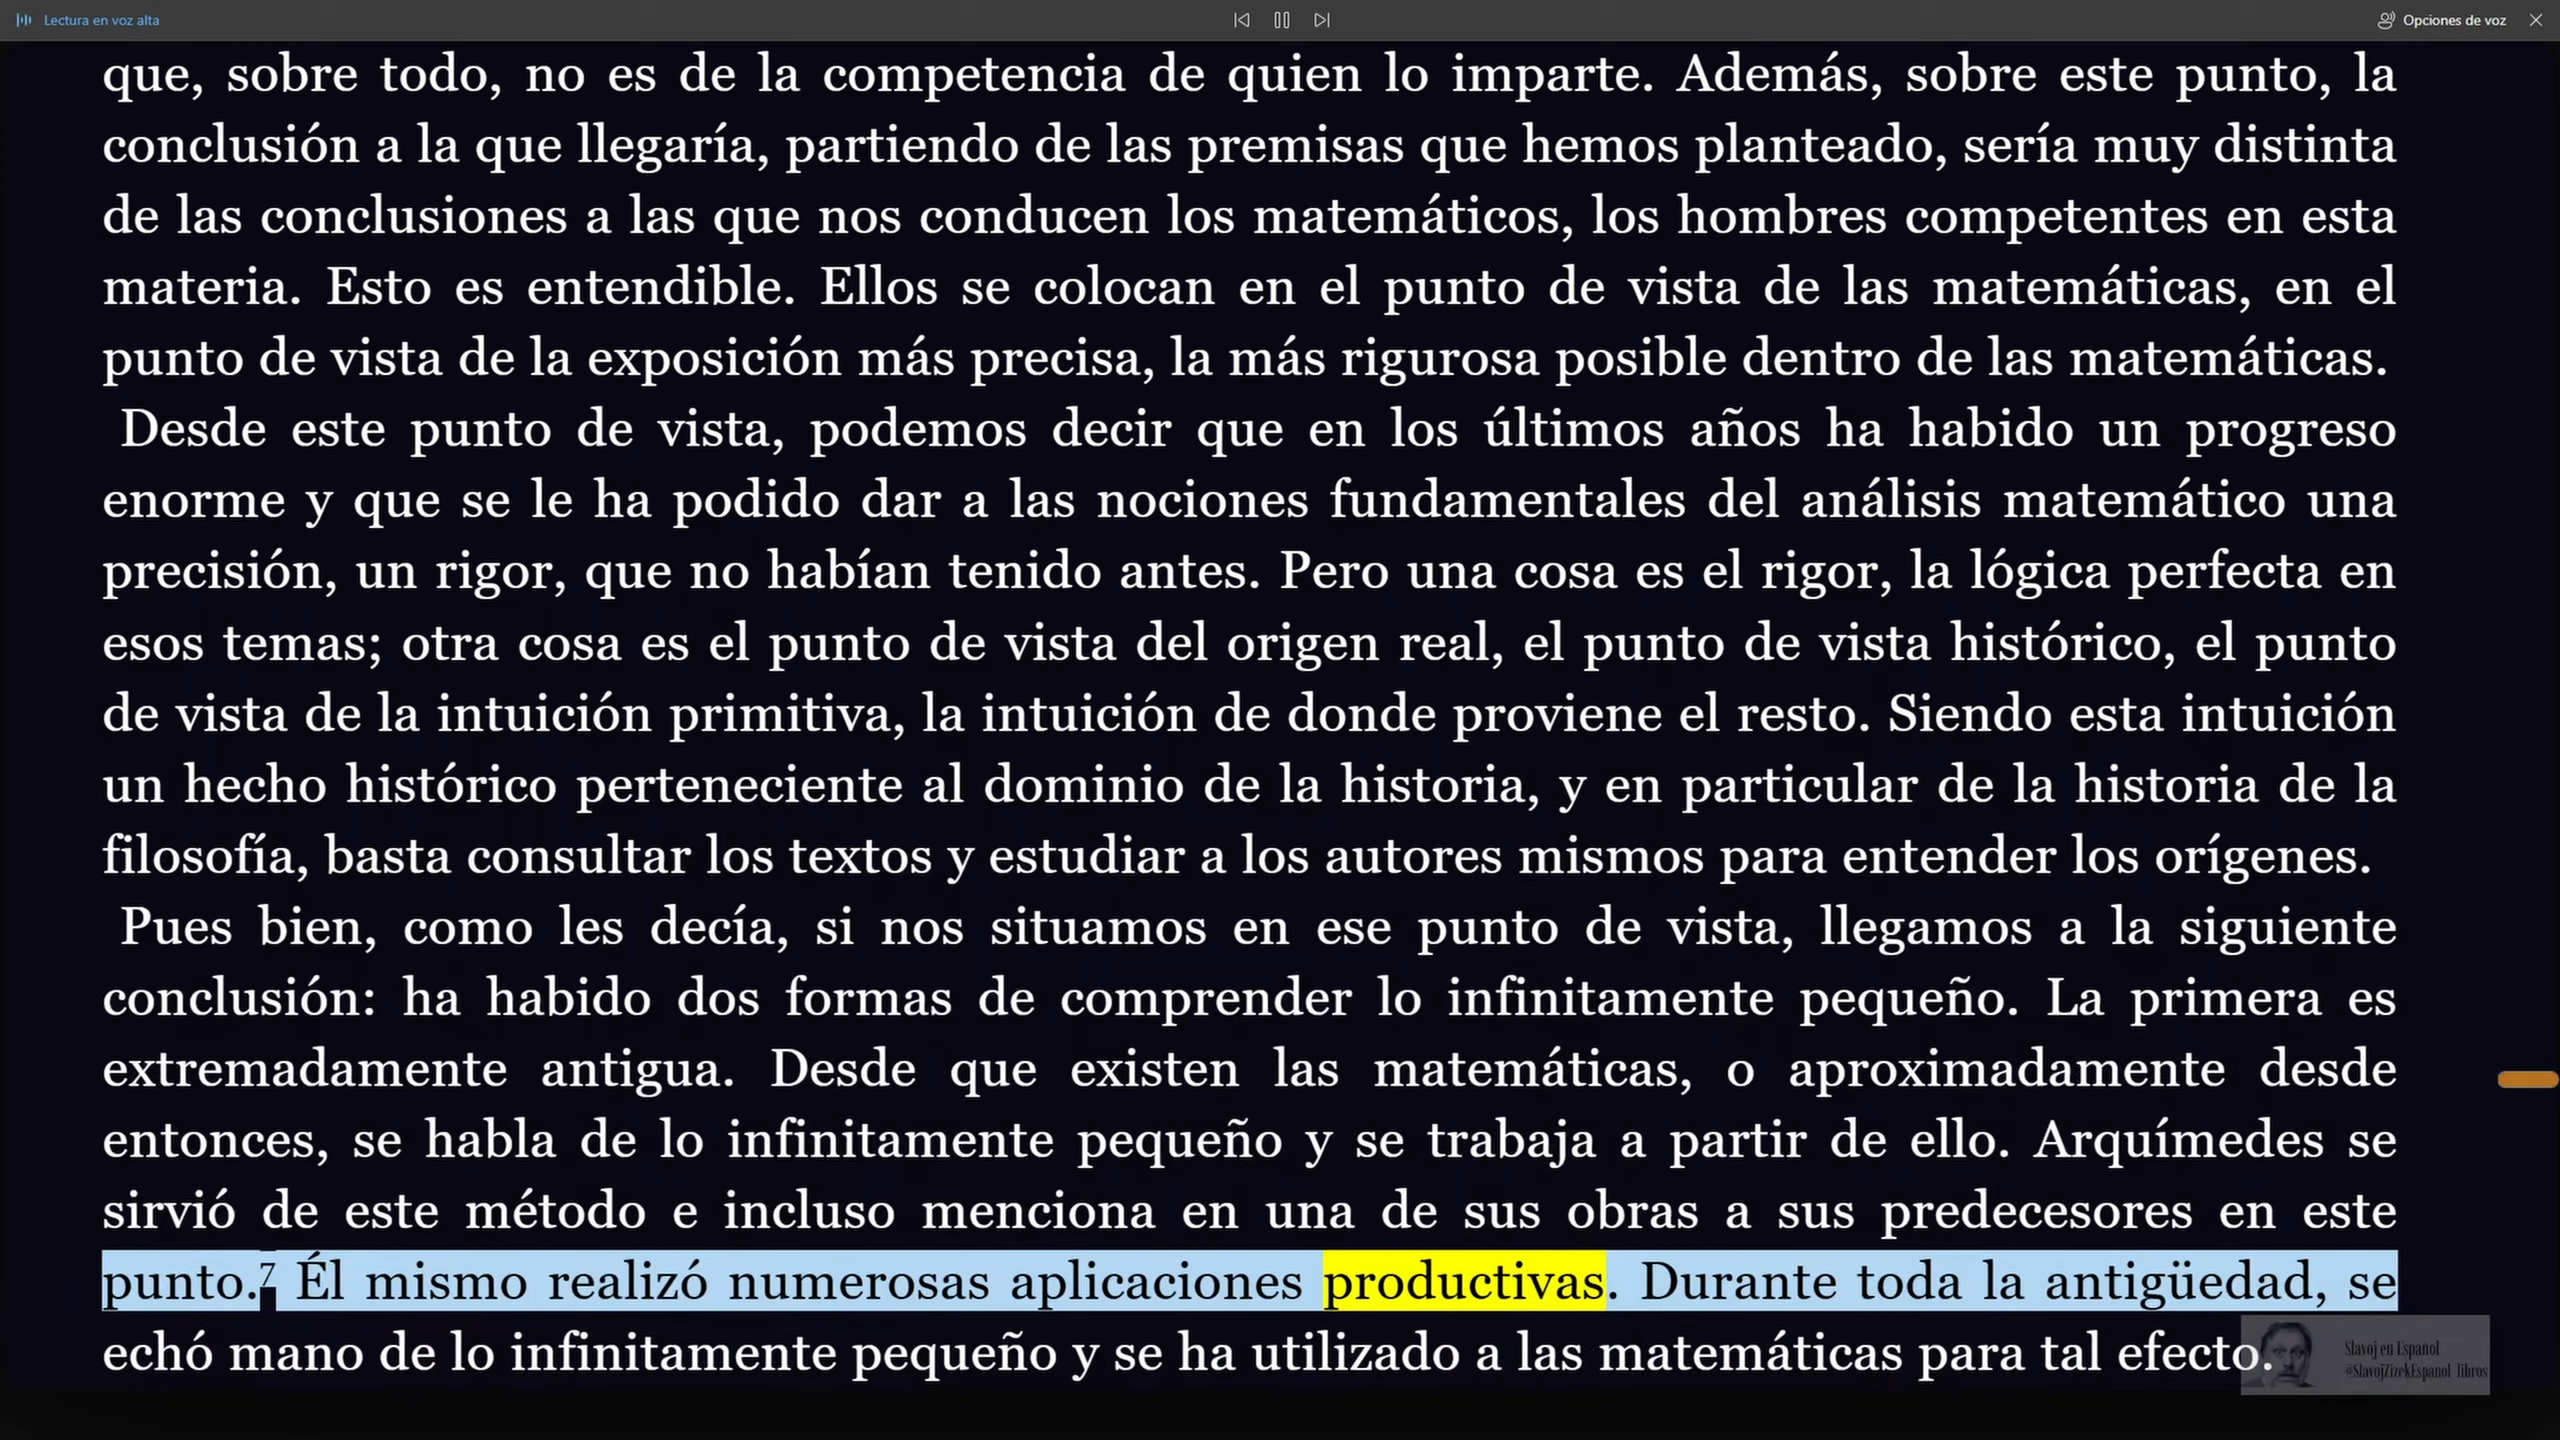 Lectura en voz alta
Opciones de voz
que, sobre todo, no es de la competencia de quien lo imparte. Además, sobre este punto, la
conclusión a la que llegaría, partiendo de las premisas que hemos planteado, sería muy distinta
de las conclusiones a las que nos conducen los matemáticos, los hombres competentes en esta
materia. Esto es entendible. Ellos se colocan en el punto de vista de las matemáticas, en el
punto de vista de la exposición más precisa, la más rigurosa posible dentro de las matemáticas.
Desde este punto de vista, podemos decir que en los últimos años ha habido un progreso
enorme y que se le ha podido dar a las nociones fundamentales del análisis matemático una
precisión, un rigor, que no habían tenido antes. Pero una cosa es el rigor, la lógica perfecta en
esos temas; otra cosa es el punto de vista del origen real, el punto de vista histórico, el punto
de vista de la intuición primitiva, la intuición de donde proviene el resto. Siendo esta intuición
un hecho histórico perteneciente al dominio de la historia, y en particular de la historia de la
filosofía, basta consultar los textos y estudiar a los autores mismos para entender los orígenes.
Pues bien, como les decía, si nos situamos en ese punto de vista, llegamos a la siguiente
conclusión: ha habido dos formas de comprender lo infinitamente pequeño. La primera es
extremadamente antigua. Desde que existen las matemáticas, o aproximadamente desde
entonces, se habla de lo infinitamente pequeño y se trabaja a partir de ello. Arquímedes se
sirvió de este método e incluso menciona en una de sus obras a sus predecesores en este
punto.7 Él mismo realizó numerosas aplicaciones productivas. Durante toda la antigüedad, se
echó mano de lo infinitamente pequeño y se ha utilizado a las matemáticas para tal efecto.
Slavoj en Español
@SlavojZizekEspanol_libros